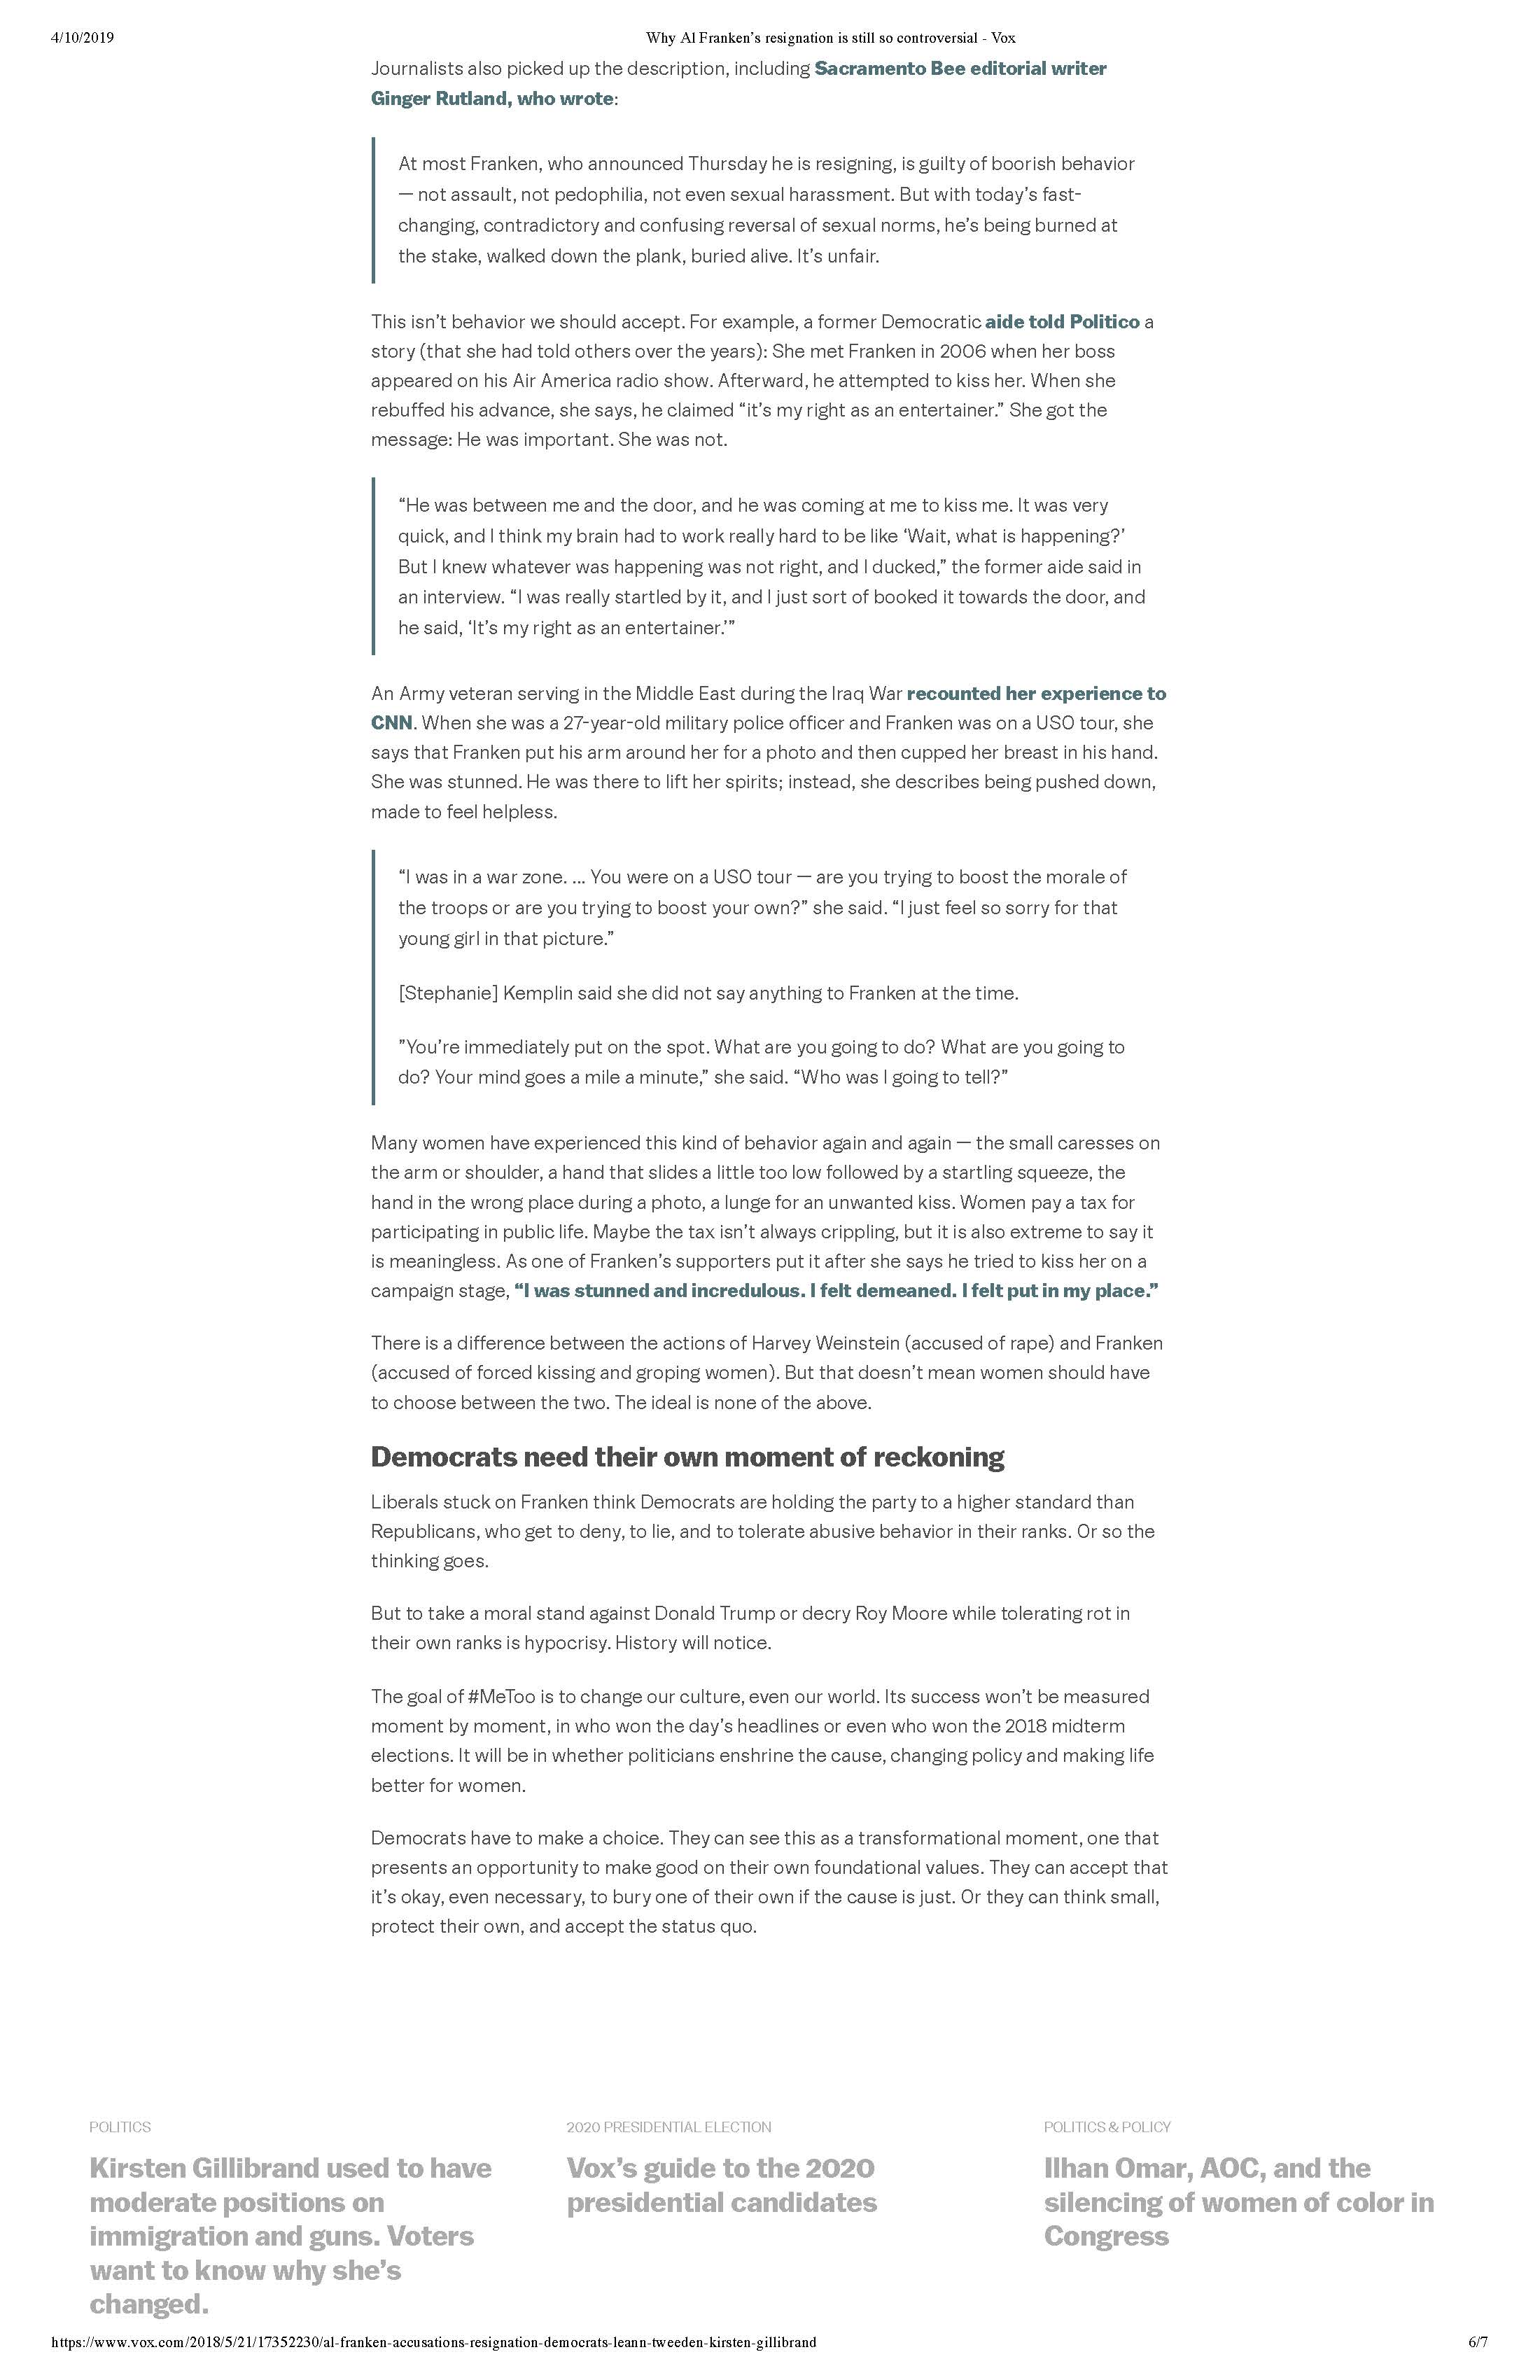 4/10/2019
Why Al Franken's resignation is still so controversial - Vox
Journalists also picked up the description, including Sacramento Bee editorial writer
Ginger Rutland, who wrote:
At most Franken, who announced Thursday he is resigning, is guilty of boorish behavior
— not assault, not pedophilia, not even sexual harassment. But with today's fast-
changing, contradictory and confusing reversal of sexual norms, he's being burned at
the stake, walked down the plank, buried alive. It's unfair.
This isn't behavior we should accept. For example, a former Democratic aide told Politico a
story (that she had told others over the years): She met Franken in 2006 when her boss
appeared on his Air America radio show. Afterward, he attempted to kiss her. When she
rebuffed his advance, she says, he claimed “it's my right as an entertainer.” She got the
message: He was important. She was not.
“He was between me and the door, and he was coming at me to kiss me. It was very
quick, and I think my brain had to work really hard to be like ‘Wait, what is happening?’
But I knew whatever was happening was not right, and I ducked,” the former aide said in
an interview. “I was really startled by it, and I just sort of booked it towards the door, and
he said, ‘It's my right as an entertainer.’”
An Army veteran serving in the Middle East during the Iraq War recounted her experience to
CNN. When she was a 27-year-old military police officer and Franken was on a USO tour, she
says that Franken put his arm around her for a photo and then cupped her breast in his hand.
She was stunned. He was there to lift her spirits; instead, she describes being pushed down,
made to feel helpless.
“I was in a war zone. ... You were on a USO tour — are you trying to boost the morale of
the troops or are you trying to boost your own?” she said. “I just feel so sorry for that
young girl in that picture.”
[Stephanie] Kemplin said she did not say anything to Franken at the time.
”You're immediately put on the spot. What are you going to do? What are you going to
do? Your mind goes a mile a minute,” she said. “Who was I going to tell?”
Many women have experienced this kind of behavior again and again — the small caresses on
the arm or shoulder, a hand that slides a little too low followed by a startling squeeze, the
hand in the wrong place during a photo, a lunge for an unwanted kiss. Women pay a tax for
participating in public life. Maybe the tax isn't always crippling, but it is also extreme to say it
is meaningless. As one of Franken's supporters put it after she says he tried to kiss her on a
campaign stage, “I was stunned and incredulous. I felt demeaned. I felt put in my place.”
There is a difference between the actions of Harvey Weinstein (accused of rape) and Franken
(accused of forced kissing and groping women). But that doesn't mean women should have
to choose between the two. The ideal is none of the above.
Democrats need their own moment of reckoning
Liberals stuck on Franken think Democrats are holding the party to a higher standard than
Republicans, who get to deny, to lie, and to tolerate abusive behavior in their ranks. Or so the
thinking goes.
But to take a moral stand against Donald Trump or decry Roy Moore while tolerating rot in
their own ranks is hypocrisy. History will notice.
The goal of #MeToo is to change our culture, even our world. Its success won't be measured
moment by moment, in who won the day's headlines or even who won the 2018 midterm
elections. It will be in whether politicians enshrine the cause, changing policy and making life
better for women.
Democrats have to make a choice. They can see this as a transformational moment, one that
presents an opportunity to make good on their own foundational values. They can accept that
it's okay, even necessary, to bury one of their own if the cause is just. Or they can think small,
protect their own, and accept the status quo.
POLITICS
Kirsten Gillibrand used to have
moderate positions on
immigration and guns. Voters
want to know why she's
changed.
2020 PRESIDENTIAL ELECTION
Vox's guide to the 2020
presidential candidates
POLITICS & POLICY
Ilhan Omar, AOC, and the
silencing of women of color in
Congress
https://www.vox.com/2018/5/21/17352230/al-franken-accusations-resignation-democrats-leann-tweeden-kirsten-gillibrand
6/7